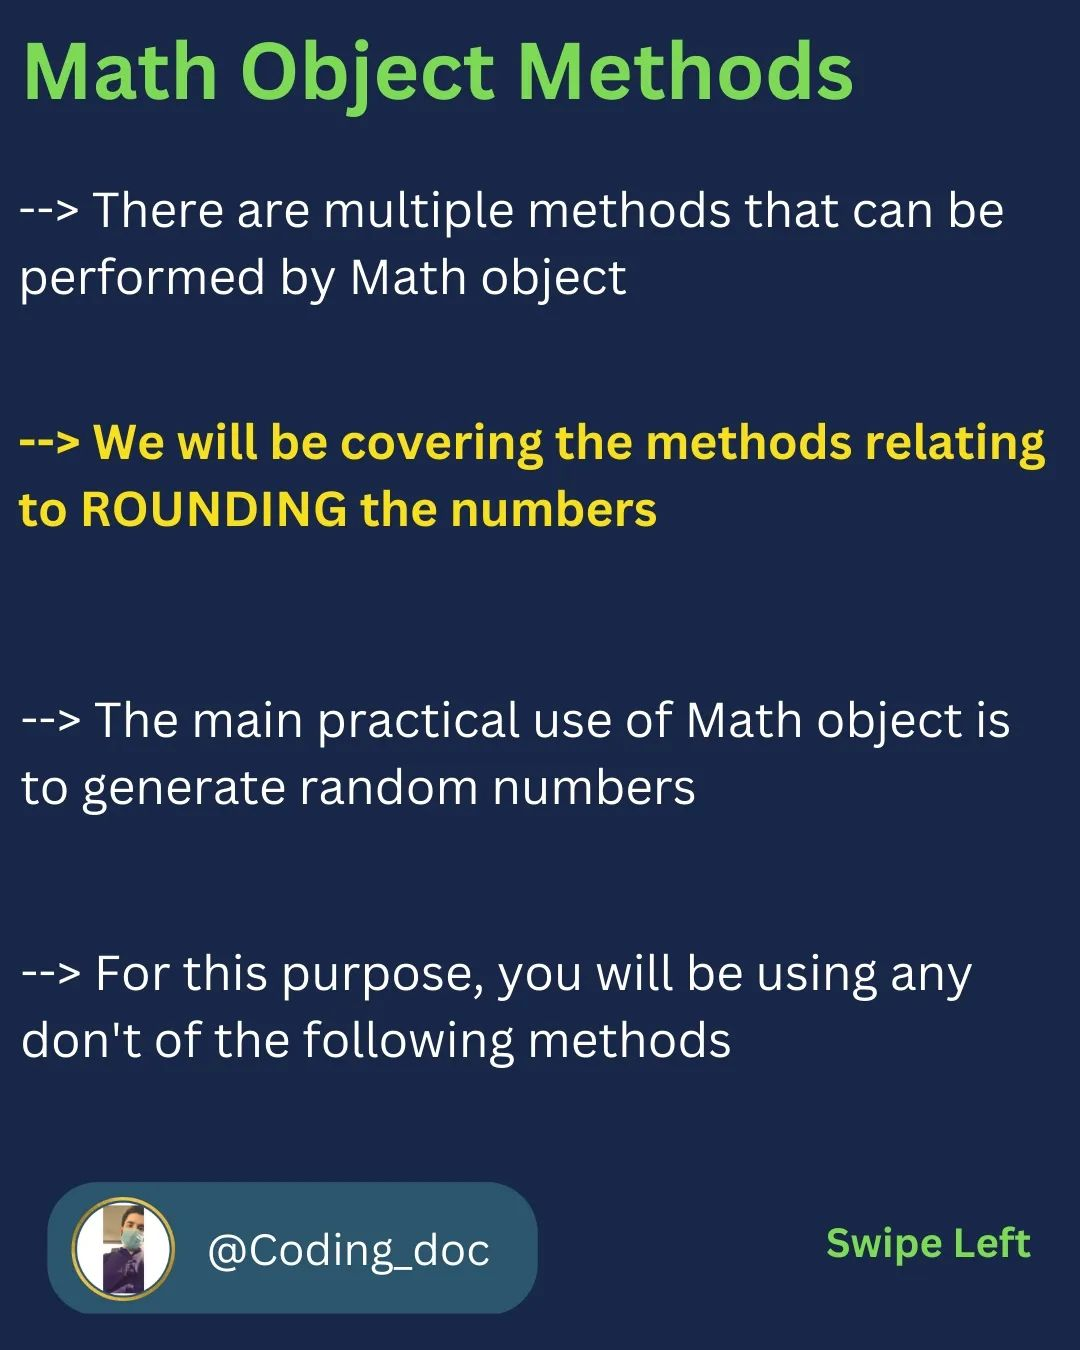 Math Object Methods
--> There are multiple methods that can be
performed by Math object
--> We will be covering the methods relating
to ROUNDING the numbers
--> The main practical use of Math object is
to generate random numbers
--> For this purpose, you will be using any
don't of the following methods
@Coding_doc
Swipe Left